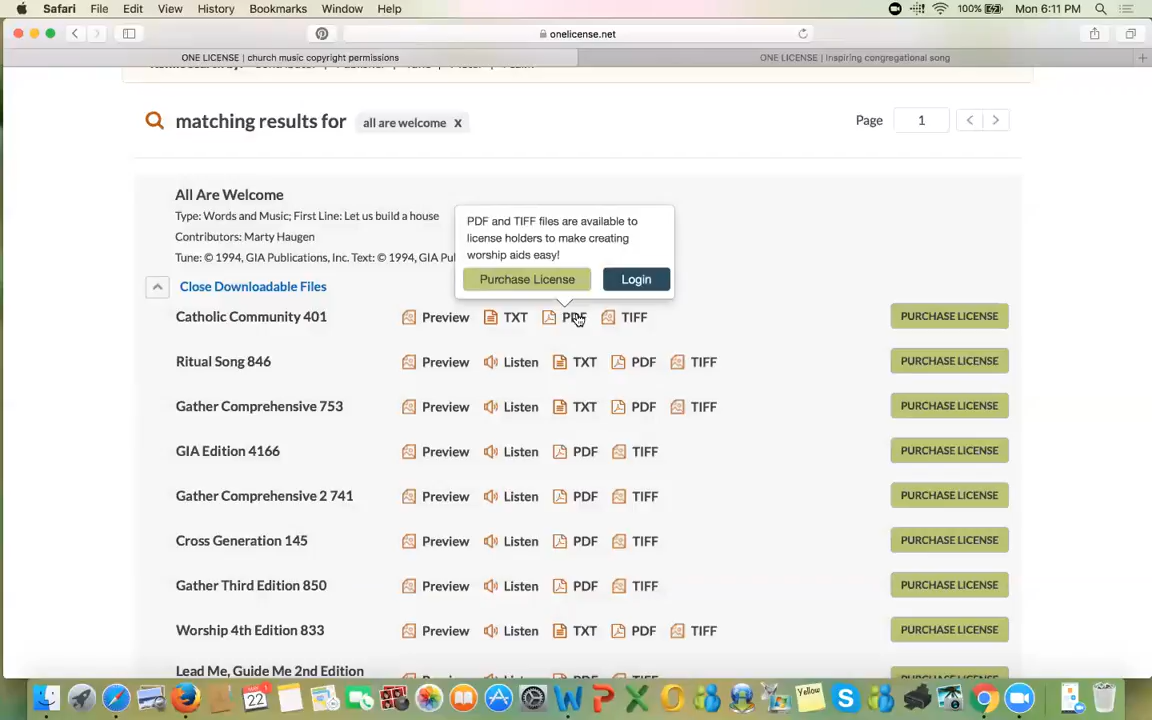 Safari File Edit View History Bookmarks Window Help 100% Mon 6:11 PM
onelicense.net
ONE LICENSE | church music copyright permissions ONE LICENSE | Inspiring congregational song
matching results for all are welcome x Page 1
All Are Welcome
Type: Words and Music; First Line: Let us build a house
Contributors: Marty Haugen
Tune: © 1994, GIA Publications, Inc. Text: © 1994, GIA Pu
PDF and TIFF files are available to
license holders to make creating
worship aids easy!
Purchase License Login
Close Downloadable Files
Catholic Community 401 Preview TXT PDF TIFF PURCHASE LICENSE
Ritual Song 846 Preview Listen TXT PDF TIFF PURCHASE LICENSE
Gather Comprehensive 753 Preview Listen TXT PDF TIFF PURCHASE LICENSE
GIA Edition 4166 Preview Listen PDF TIFF PURCHASE LICENSE
Gather Comprehensive 2 741 Preview Listen PDF TIFF PURCHASE LICENSE
Cross Generation 145 Preview Listen PDF TIFF PURCHASE LICENSE
Gather Third Edition 850 Preview Listen PDF TIFF PURCHASE LICENSE
Worship 4th Edition 833 Preview Listen TXT PDF TIFF PURCHASE LICENSE
Lead Me, Guide Me 2nd Edition
MAY 22 Yellow